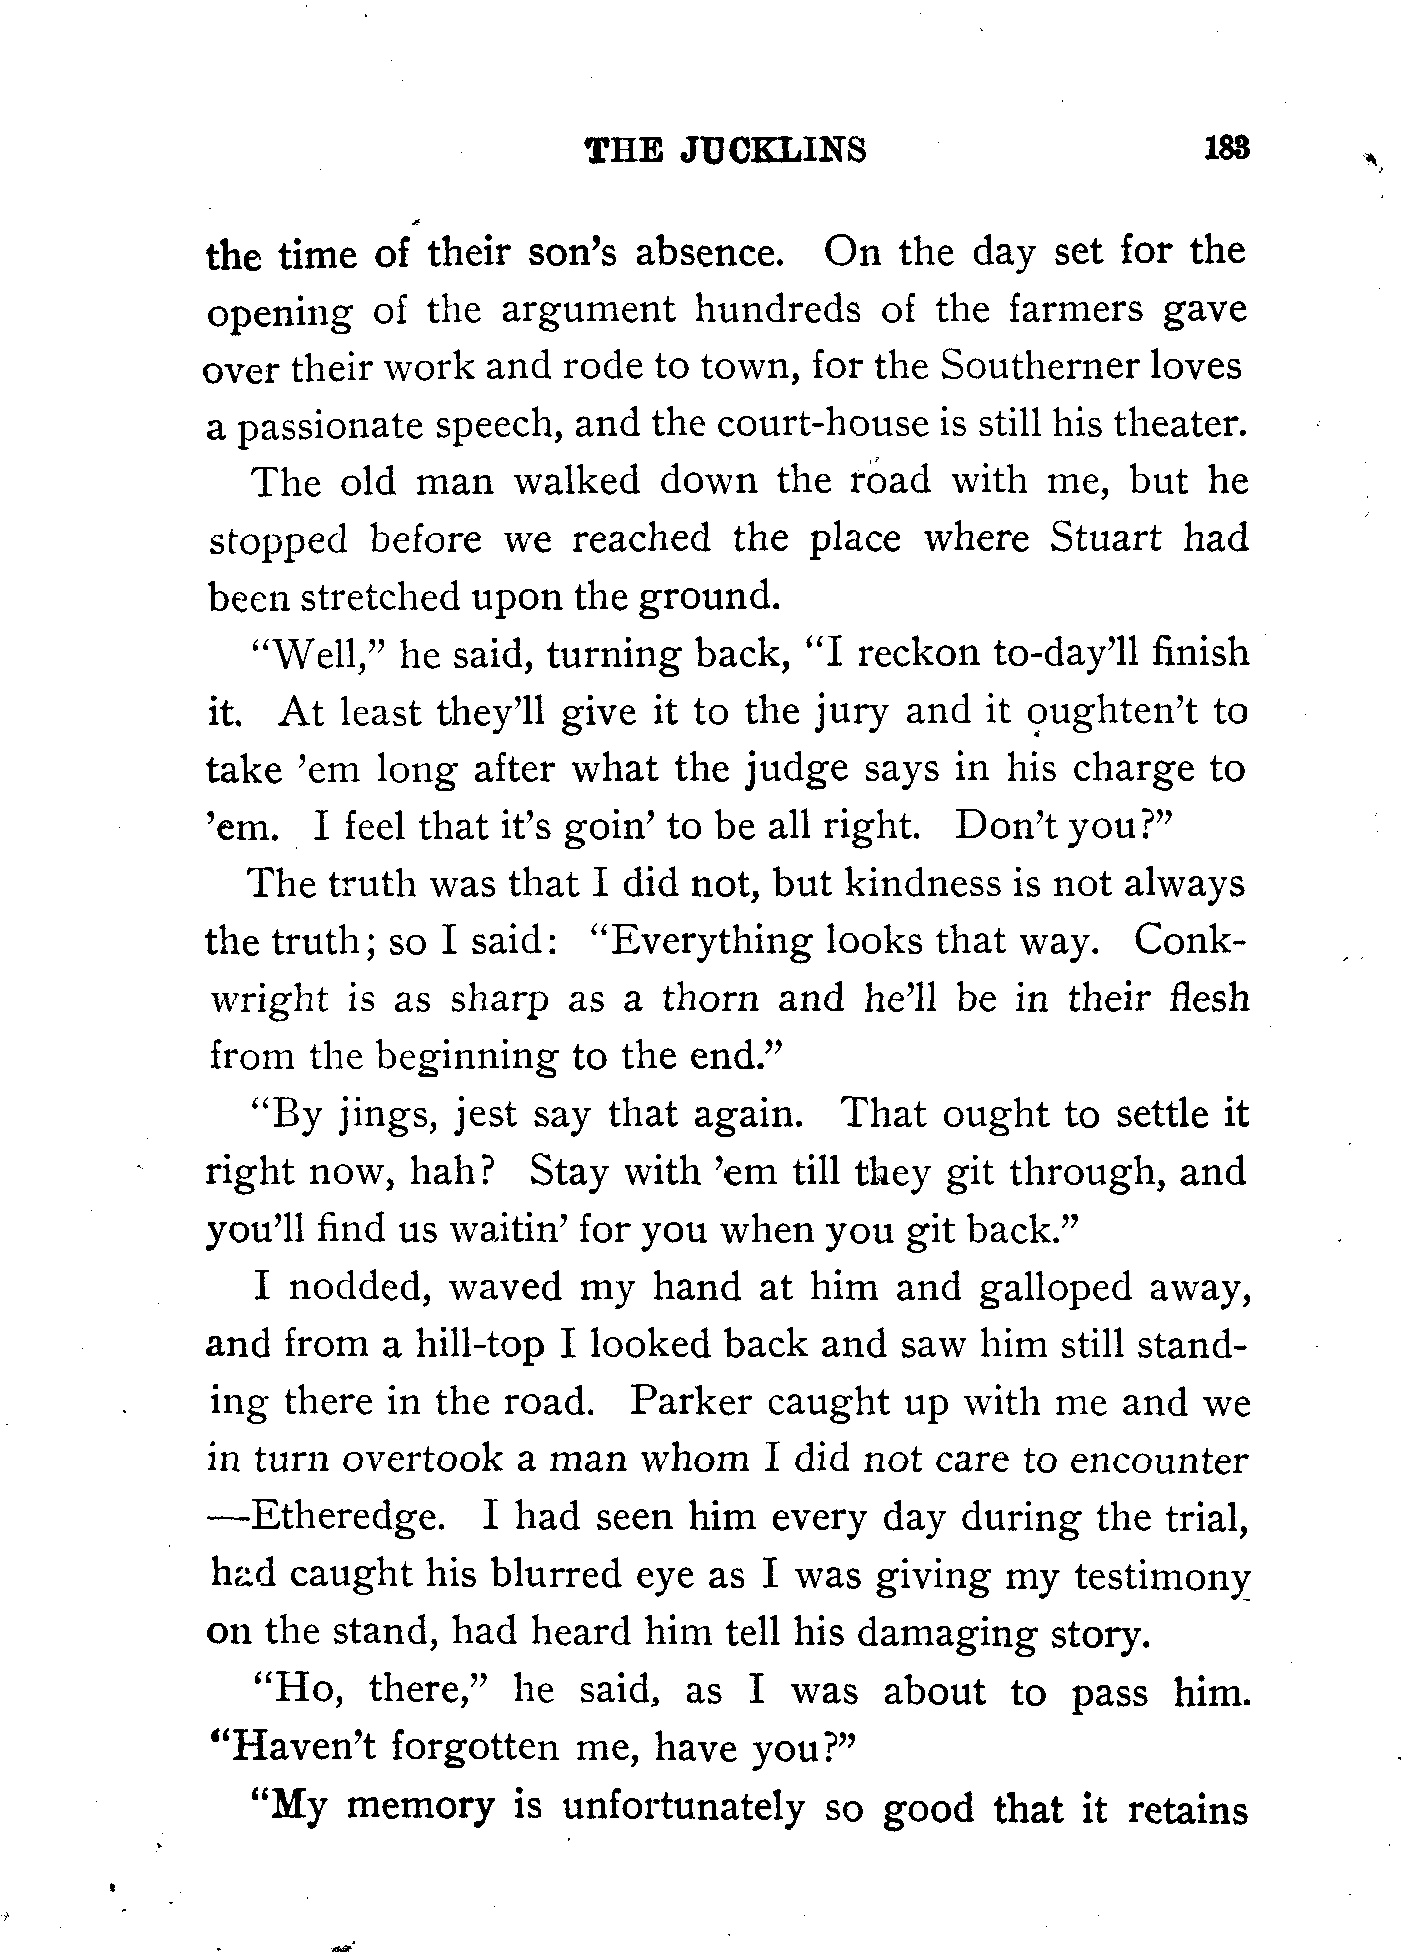 THE JUCKLINS 183
the time of their son's absence. On the day set for the
opening of the argument hundreds of the farmers gave
over their work and rode to town, for the Southerner loves
a passionate speech, and the court-house is still his theater.
The old man walked down the road with me, but he
stopped before we reached the place where Stuart had
been stretched upon the ground.
“Well,” he said, turning back, “I reckon to-day’ll finish
it. At least they’ll give it to the jury and it oughten’t to
take ’em long after what the judge says in his charge to
’em. I feel that it’s goin’ to be all right. Don’t you?”
The truth was that I did not, but kindness is not always
the truth; so I said: “Everything looks that way. Conk-
wright is as sharp as a thorn and he’ll be in their flesh
from the beginning to the end.”
“By jings, jest say that again. That ought to settle it
right now, hah? Stay with ’em till they git through, and
you’ll find us waitin’ for you when you git back.”
I nodded, waved my hand at him and galloped away,
and from a hill-top I looked back and saw him still stand-
ing there in the road. Parker caught up with me and we
in turn overtook a man whom I did not care to encounter
—Etheredge. I had seen him every day during the trial,
had caught his blurred eye as I was giving my testimony
on the stand, had heard him tell his damaging story.
“Ho, there,” he said, as I was about to pass him.
“Haven’t forgotten me, have you?”
“My memory is unfortunately so good that it retains